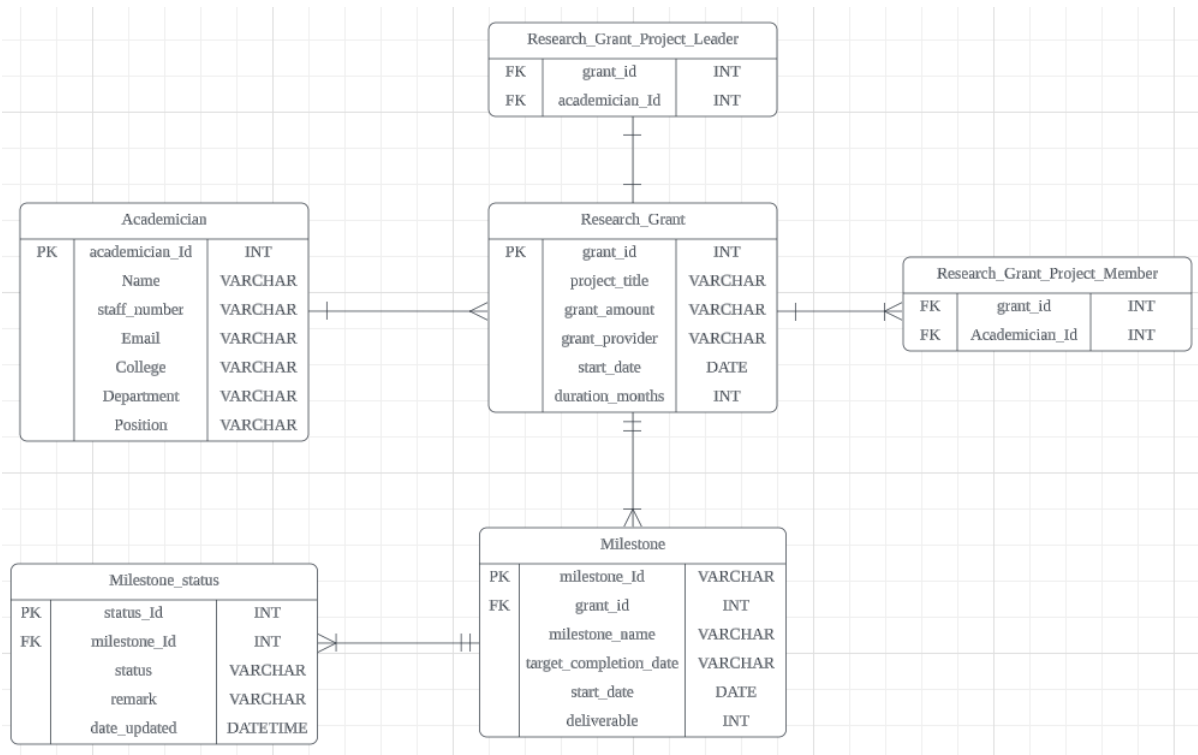 Research_Grant_Project_Leader
FK grant_id INT
FK academician_Id INT
Academician
PK academician_Id INT
Name VARCHAR
staff_number VARCHAR
Email VARCHAR
College VARCHAR
Department VARCHAR
Position VARCHAR
Research_Grant
PK grant_id INT
project_title VARCHAR
grant_amount VARCHAR
grant_provider VARCHAR
start_date DATE
duration_months INT
Research_Grant_Project_Member
FK grant_id INT
FK Academician_Id INT
Milestone_status
PK status_Id INT
FK milestone_Id INT
status VARCHAR
remark VARCHAR
date_updated DATETIME
Milestone
PK milestone_Id VARCHAR
FK grant_id INT
milestone_name VARCHAR
target_completion_date VARCHAR
start_date DATE
deliverable INT